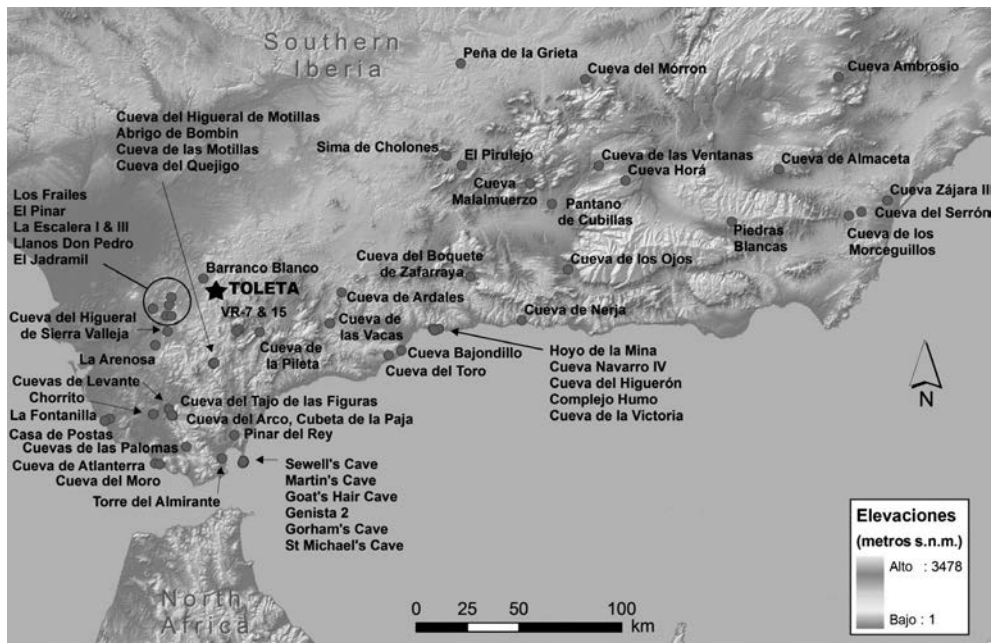 Southern
Iberia
Peña de la Grieta
Cueva del Mórron
Cueva Ambrosio
Cueva del Higueral de Motillas
Abrigo de Bombin
Cueva de las Motillas
Cueva del Quejigo
Sima de Cholones
El Pirulejo
Cueva de las Ventanas
Cueva Horá
Cueva de Almaceta
Cueva
Malalmuerzo
Pantano
de Cubillas
Piedras
Blancas
Cueva Zájara II
Cueva del Serrón
Cueva de los
Morceguillos
Los Frailes
El Pinar
La Escalera I & III
Llanos Don Pedro
El Jadramil
Barranco Blanco
TOLETA
VR-7 & 15
Cueva del Boquete
de Zafarraya
Cueva de los Ojos
Cueva de Ardales
Cueva de Nerja
Cueva del Higueral
de Sierra Valleja
Cueva de
las Vacas
Cueva de
la Pileta
La Arenosa
Cueva Bajondillo
Cueva del Toro
Hoyo de la Mina
Cueva Navarro IV
Cueva del Higuerón
Complejo Humo
Cueva de la Victoria
Cuevas de Levante
Chorrito
La Fontanilla
Casa de Postas
Cueva del Tajo de las Figuras
Cueva del Arco, Cubeta de la Paja
Pinar del Rey
Cuevas de las Palomas
Cueva de Atlanterra
Cueva del Moro
Torre del Almirante
Sewell's Cave
Martin's Cave
Goat's Hair Cave
Genista 2
Gorham's Cave
St Michael's Cave
N
North
Africa
0 25 50 100
km
Elevaciones
(metros s.n.m.)
Alto : 3478
Bajo : 1